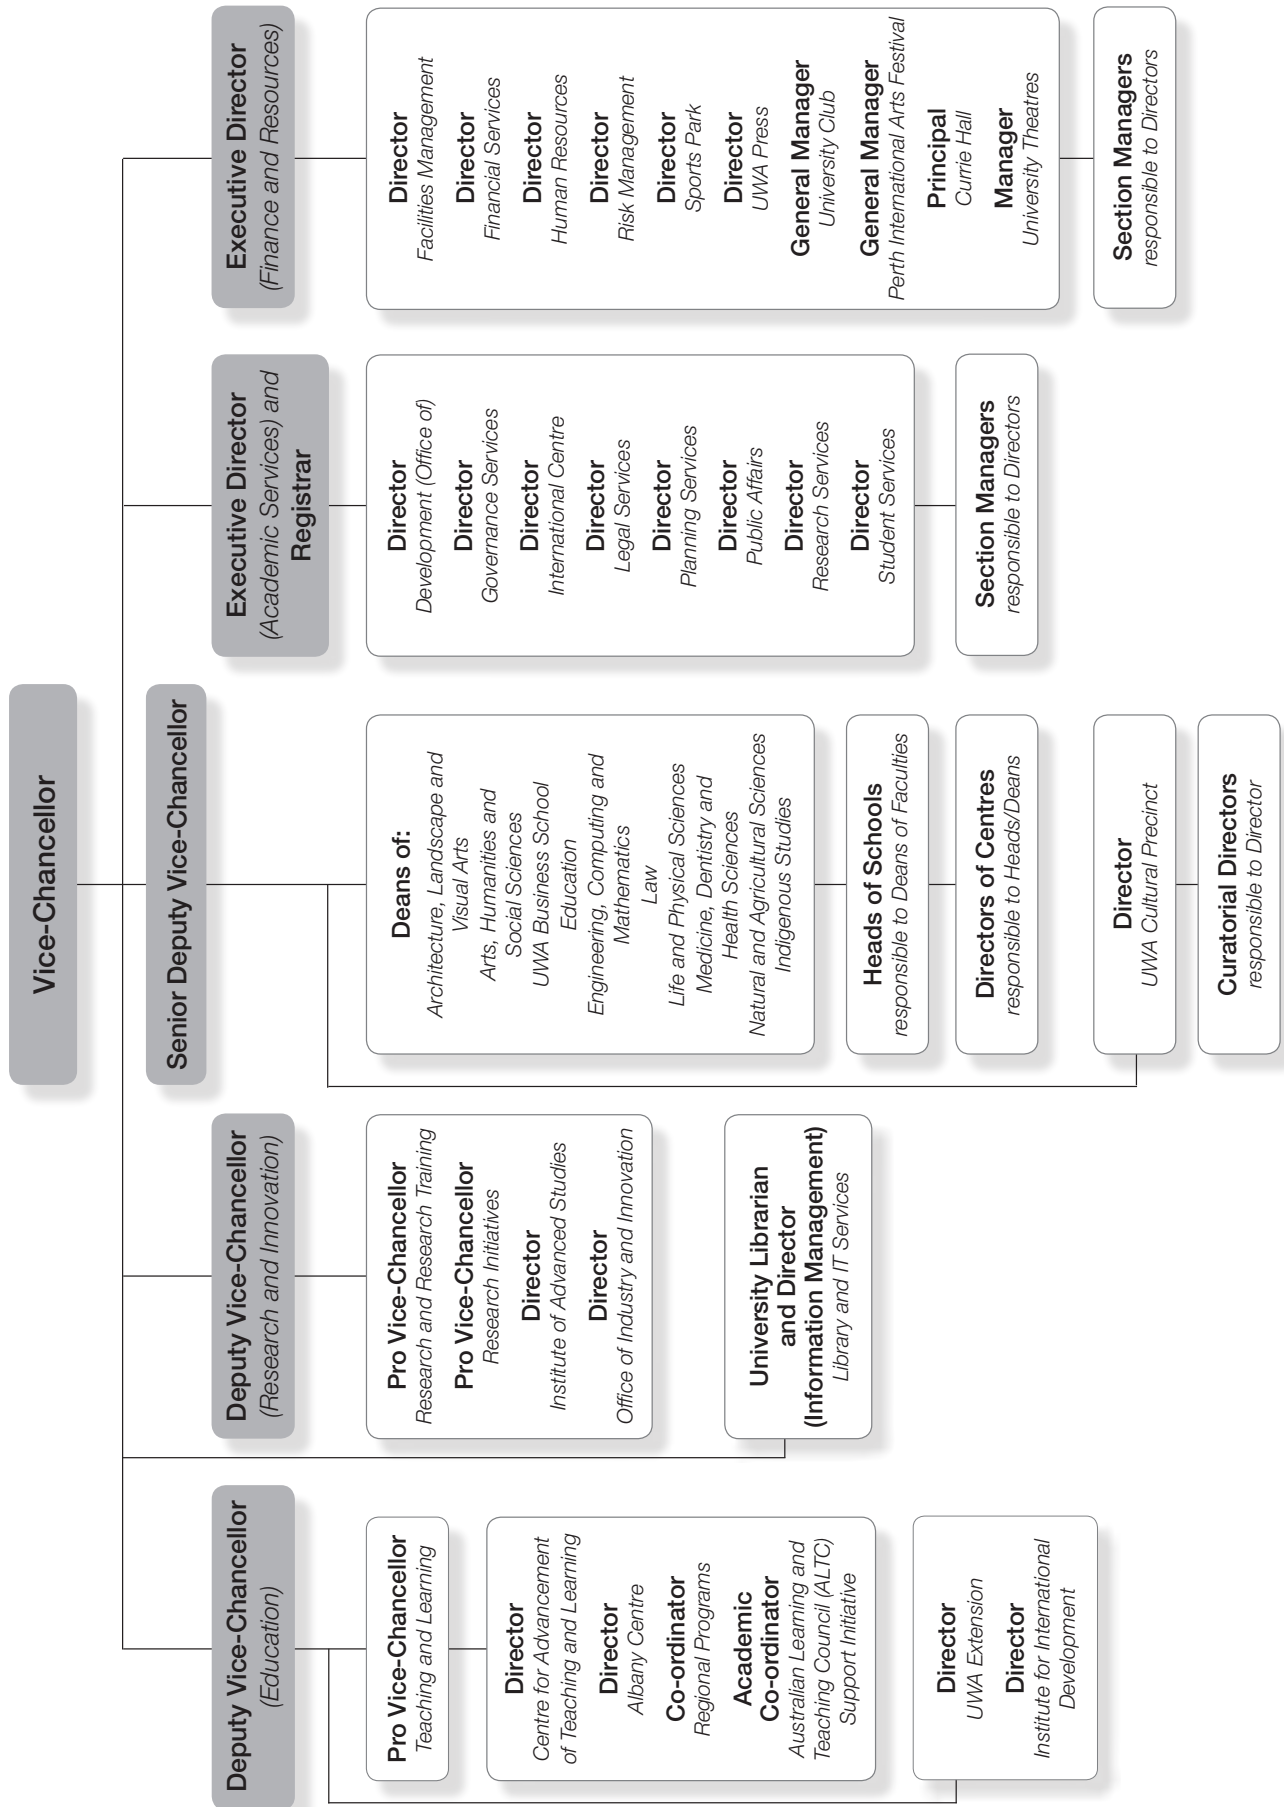 Vice-Chancellor
Senior Deputy Vice-Chancellor
Deputy Vice-Chancellor
(Education)
Pro Vice-Chancellor
Teaching and Learning
Director
Centre for Advancement
of Teaching and Learning
Director
Albany Centre
Co-ordinator
Regional Programs
Academic
Co-ordinator
Australian Learning and
Teaching Council (ALTC)
Support Initiative
Director
UWA Extension
Director
Institute for International
Development
Deputy Vice-Chancellor
(Research and Innovation)
Pro Vice-Chancellor
Research and Research Training
Pro Vice-Chancellor
Research Initiatives
Director
Institute of Advanced Studies
Director
Office of Industry and Innovation
University Librarian
and Director
(Information Management)
Library and IT Services
Deans of:
Architecture, Landscape and
Visual Arts
Arts, Humanities and
Social Sciences
UWA Business School
Education
Engineering, Computing and
Mathematics
Law
Life and Physical Sciences
Medicine, Dentistry and
Health Sciences
Natural and Agricultural Sciences
Indigenous Studies
Heads of Schools
responsible to Deans of Faculties
Directors of Centres
responsible to Heads/Deans
Director
UWA Cultural Precinct
Curatorial Directors
responsible to Director
Executive Director
(Academic Services) and
Registrar
Director
Development (Office of)
Director
Governance Services
Director
International Centre
Director
Legal Services
Director
Planning Services
Director
Public Affairs
Director
Research Services
Director
Student Services
Section Managers
responsible to Directors
Executive Director
(Finance and Resources)
Director
Facilities Management
Director
Financial Services
Director
Human Resources
Director
Risk Management
Director
Sports Park
Director
UWA Press
General Manager
University Club
General Manager
Perth International Arts Festival
Principal
Currie Hall
Manager
University Theatres
Section Managers
responsible to Directors